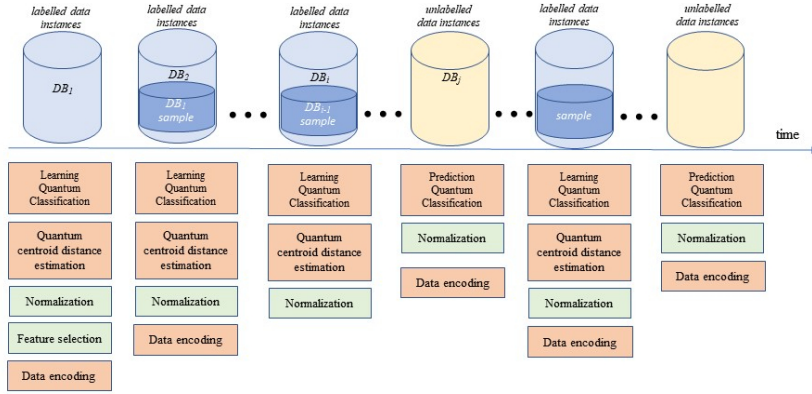 labelled data
instances
labelled data instances
labelled data
instances
unlabelled
data instances
labelled data
instances
unlabelled
data instances
DB1
DB2
DB1
sample
DBi
DBi-1
sample
DBj
sample
time
Learning
Quantum
Classification
Quantum
centroid distance
estimation
Normalization
Feature selection
Data encoding
Learning
Quantum
Classification
Quantum
centroid distance
estimation
Normalization
Data encoding
Learning
Quantum
Classification
Quantum
centroid distance
estimation
Normalization
Prediction
Quantum
Classification
Normalization
Data encoding
Learning
Quantum
Classification
Quantum
centroid distance
estimation
Normalization
Data encoding
Prediction
Quantum
Classification
Normalization
Data encoding